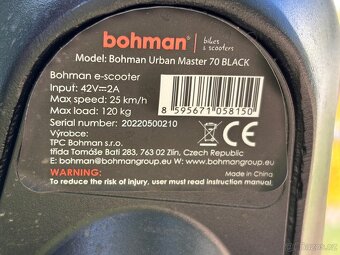 bohman
bikes
& scooters
Model: Bohman Urban Master 70 BLACK
Bohman e-scooter
Input: 42V⎓2A
Max speed: 25 km/h
Max load: 120 kg
Serial number: 20220500210
8 595671 058150
Výrobce:
TPC Bohman s.r.o.
třída Tomáše Bati 283, 763 02 Zlín, Czech Republic
E: bohman@bohmangroup.eu W: www.bohmangroup.eu
WARNING:
Made in China
To reduce the risk of injury, user must read instruction manual